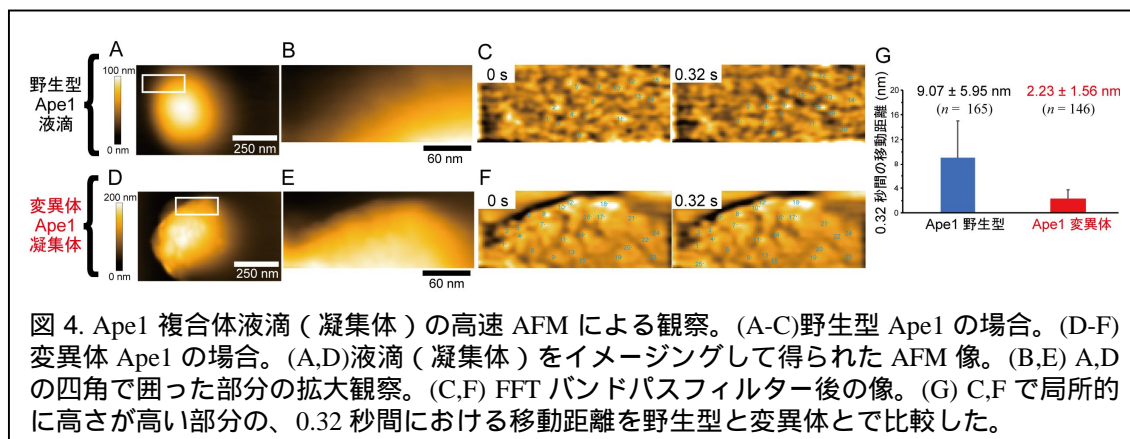 A
B
C
G
野生型
Ape1
液滴
100 nm
0 nm
250 nm
60 nm
0 s
0.32 s
9.07 ± 5.95 nm
(n = 165)
2.23 ± 1.56 nm
(n = 146)
0.32 秒間の移動距離 (nm)
20
16
12
8
4
0
Ape1 野生型
Ape1 変異体
D
E
F
変異体
Ape1
凝集体
200 nm
0 nm
250 nm
60 nm
0 s
0.32 s
図 4. Ape1 複合体液滴（凝集体）の高速 AFM による観察。(A-C)野生型 Ape1 の場合。(D-F)
変異体 Ape1 の場合。(A,D)液滴（凝集体）をイメージングして得られた AFM 像。(B,E) A,D
の四角で囲った部分の拡大観察。(C,F) FFT バンドパスフィルター後の像。(G) C,F で局所的
に高さが高い部分の、0.32 秒間における移動距離を野生型と変異体とで比較した。